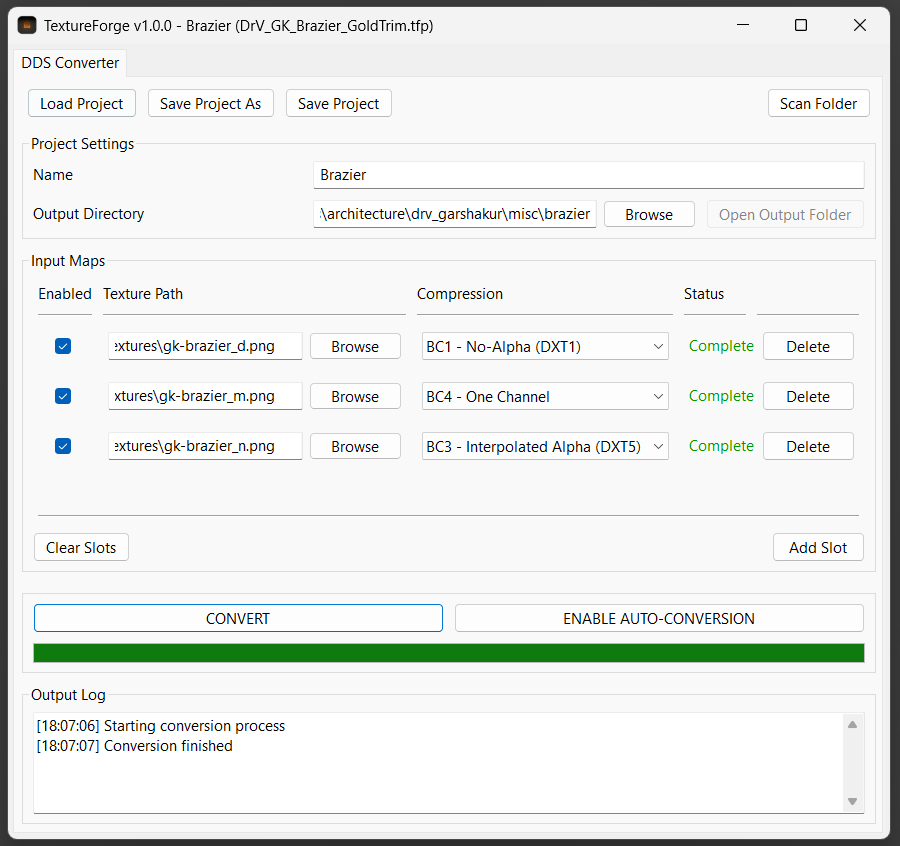 TextureForge v1.0.0 - Brazier (DrV_GK_Brazier_GoldTrim.tfp)
DDS Converter
Load Project Save Project As Save Project Scan Folder
Project Settings
Name Brazier
Output Directory :\architecture\drv_garshakur\misc\brazier Browse Open Output Folder
Input Maps
Enabled Texture Path Compression Status
extures\gk-brazier_d.png Browse BC1 - No-Alpha (DXT1) Complete Delete
xtures\gk-brazier_m.png Browse BC4 - One Channel Complete Delete
extures\gk-brazier_n.png Browse BC3 - Interpolated Alpha (DXT5) Complete Delete
Clear Slots Add Slot
CONVERT ENABLE AUTO-CONVERSION
Output Log
[18:07:06] Starting conversion process
[18:07:07] Conversion finished